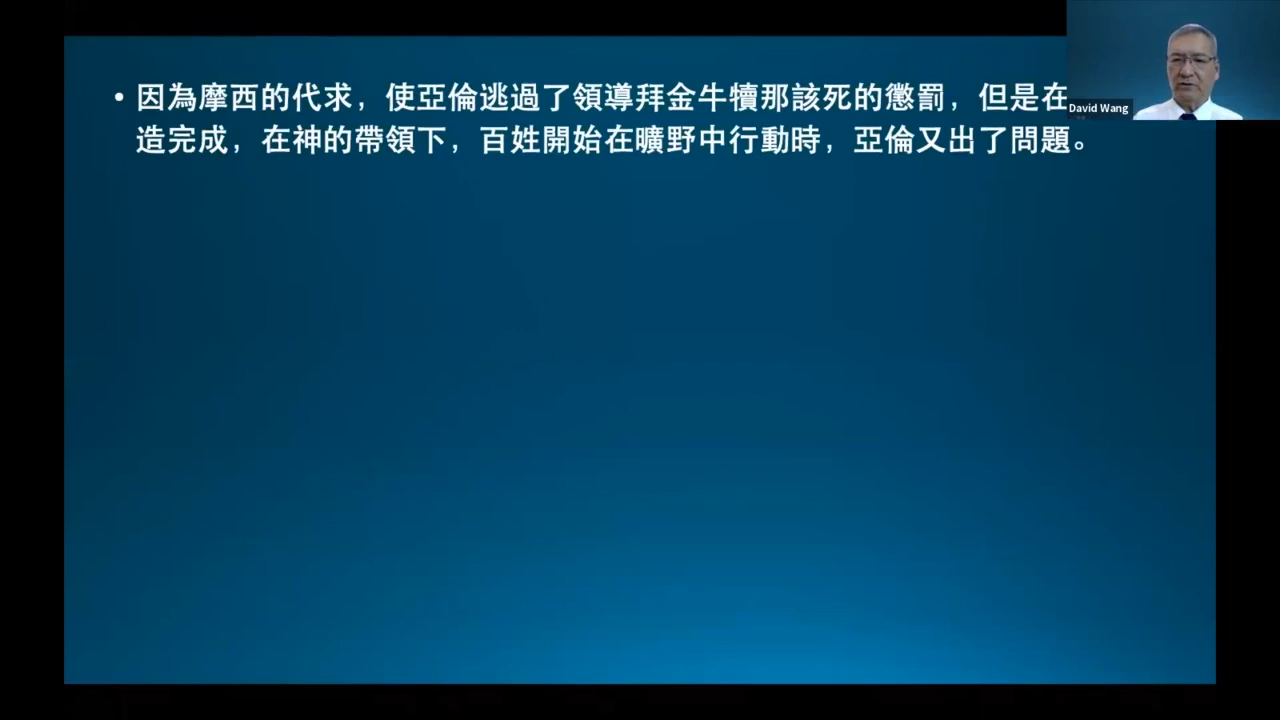 • 因為摩西的代求，使亞倫逃過了領導拜金牛犢那該死的懲罰，但是在
造完成，在神的帶領下，百姓開始在曠野中行動時，亞倫又出了問題。
David Wang